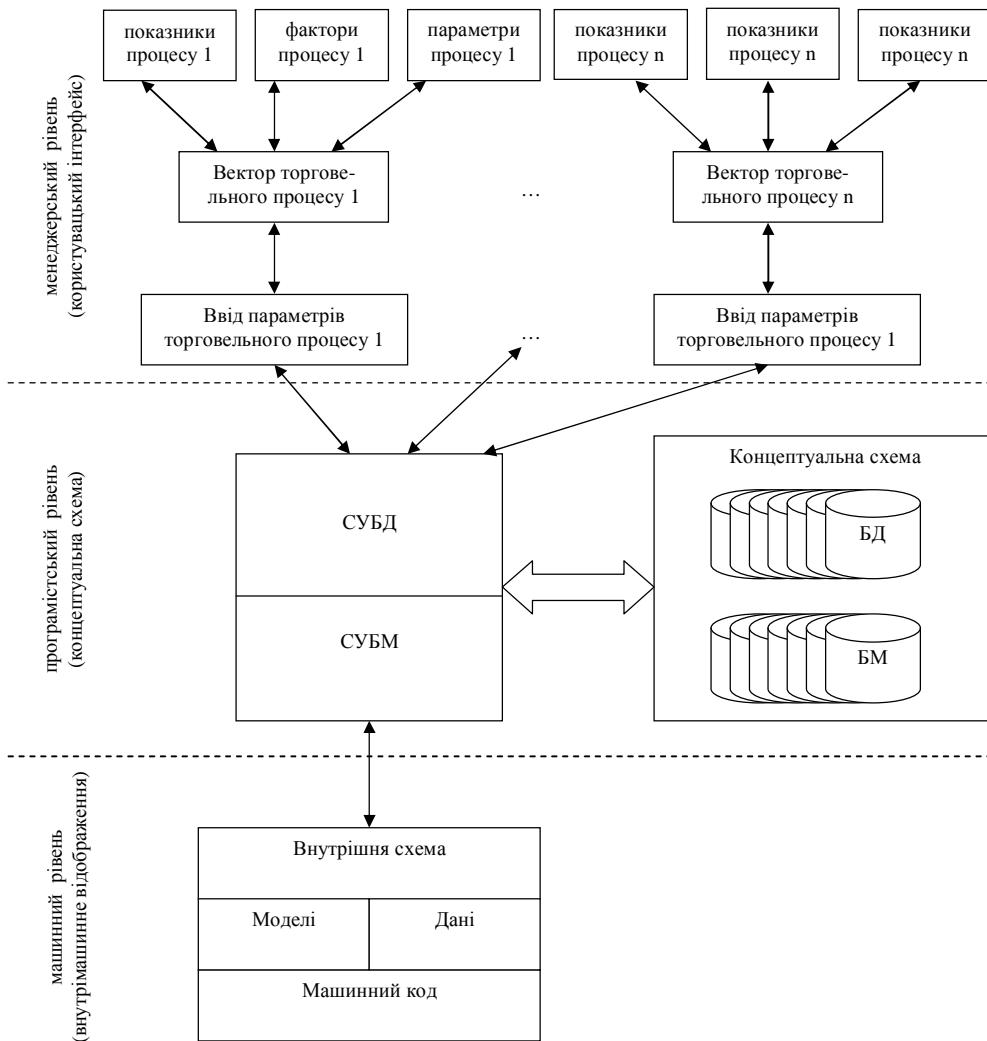 показники
процесу 1
фактори
процесу 1
параметри
процесу 1
показники
процесу n
показники
процесу n
показники
процесу n
менеджерський рівень
(користувацький інтерфейс)
Вектор торгове-
льного процесу 1
...
Вектор торгове-
льного процесу n
Ввід параметрів
торговельного процесу 1
...
Ввід параметрів
торговельного процесу 1
програмістський рівень
(концептуальна схема)
СУБД
СУБМ
Концептуальна схема
БД
БМ
машинний рівень
(внутрімашинне відображення)
Внутрішня схема
Моделі
Дані
Машинний код